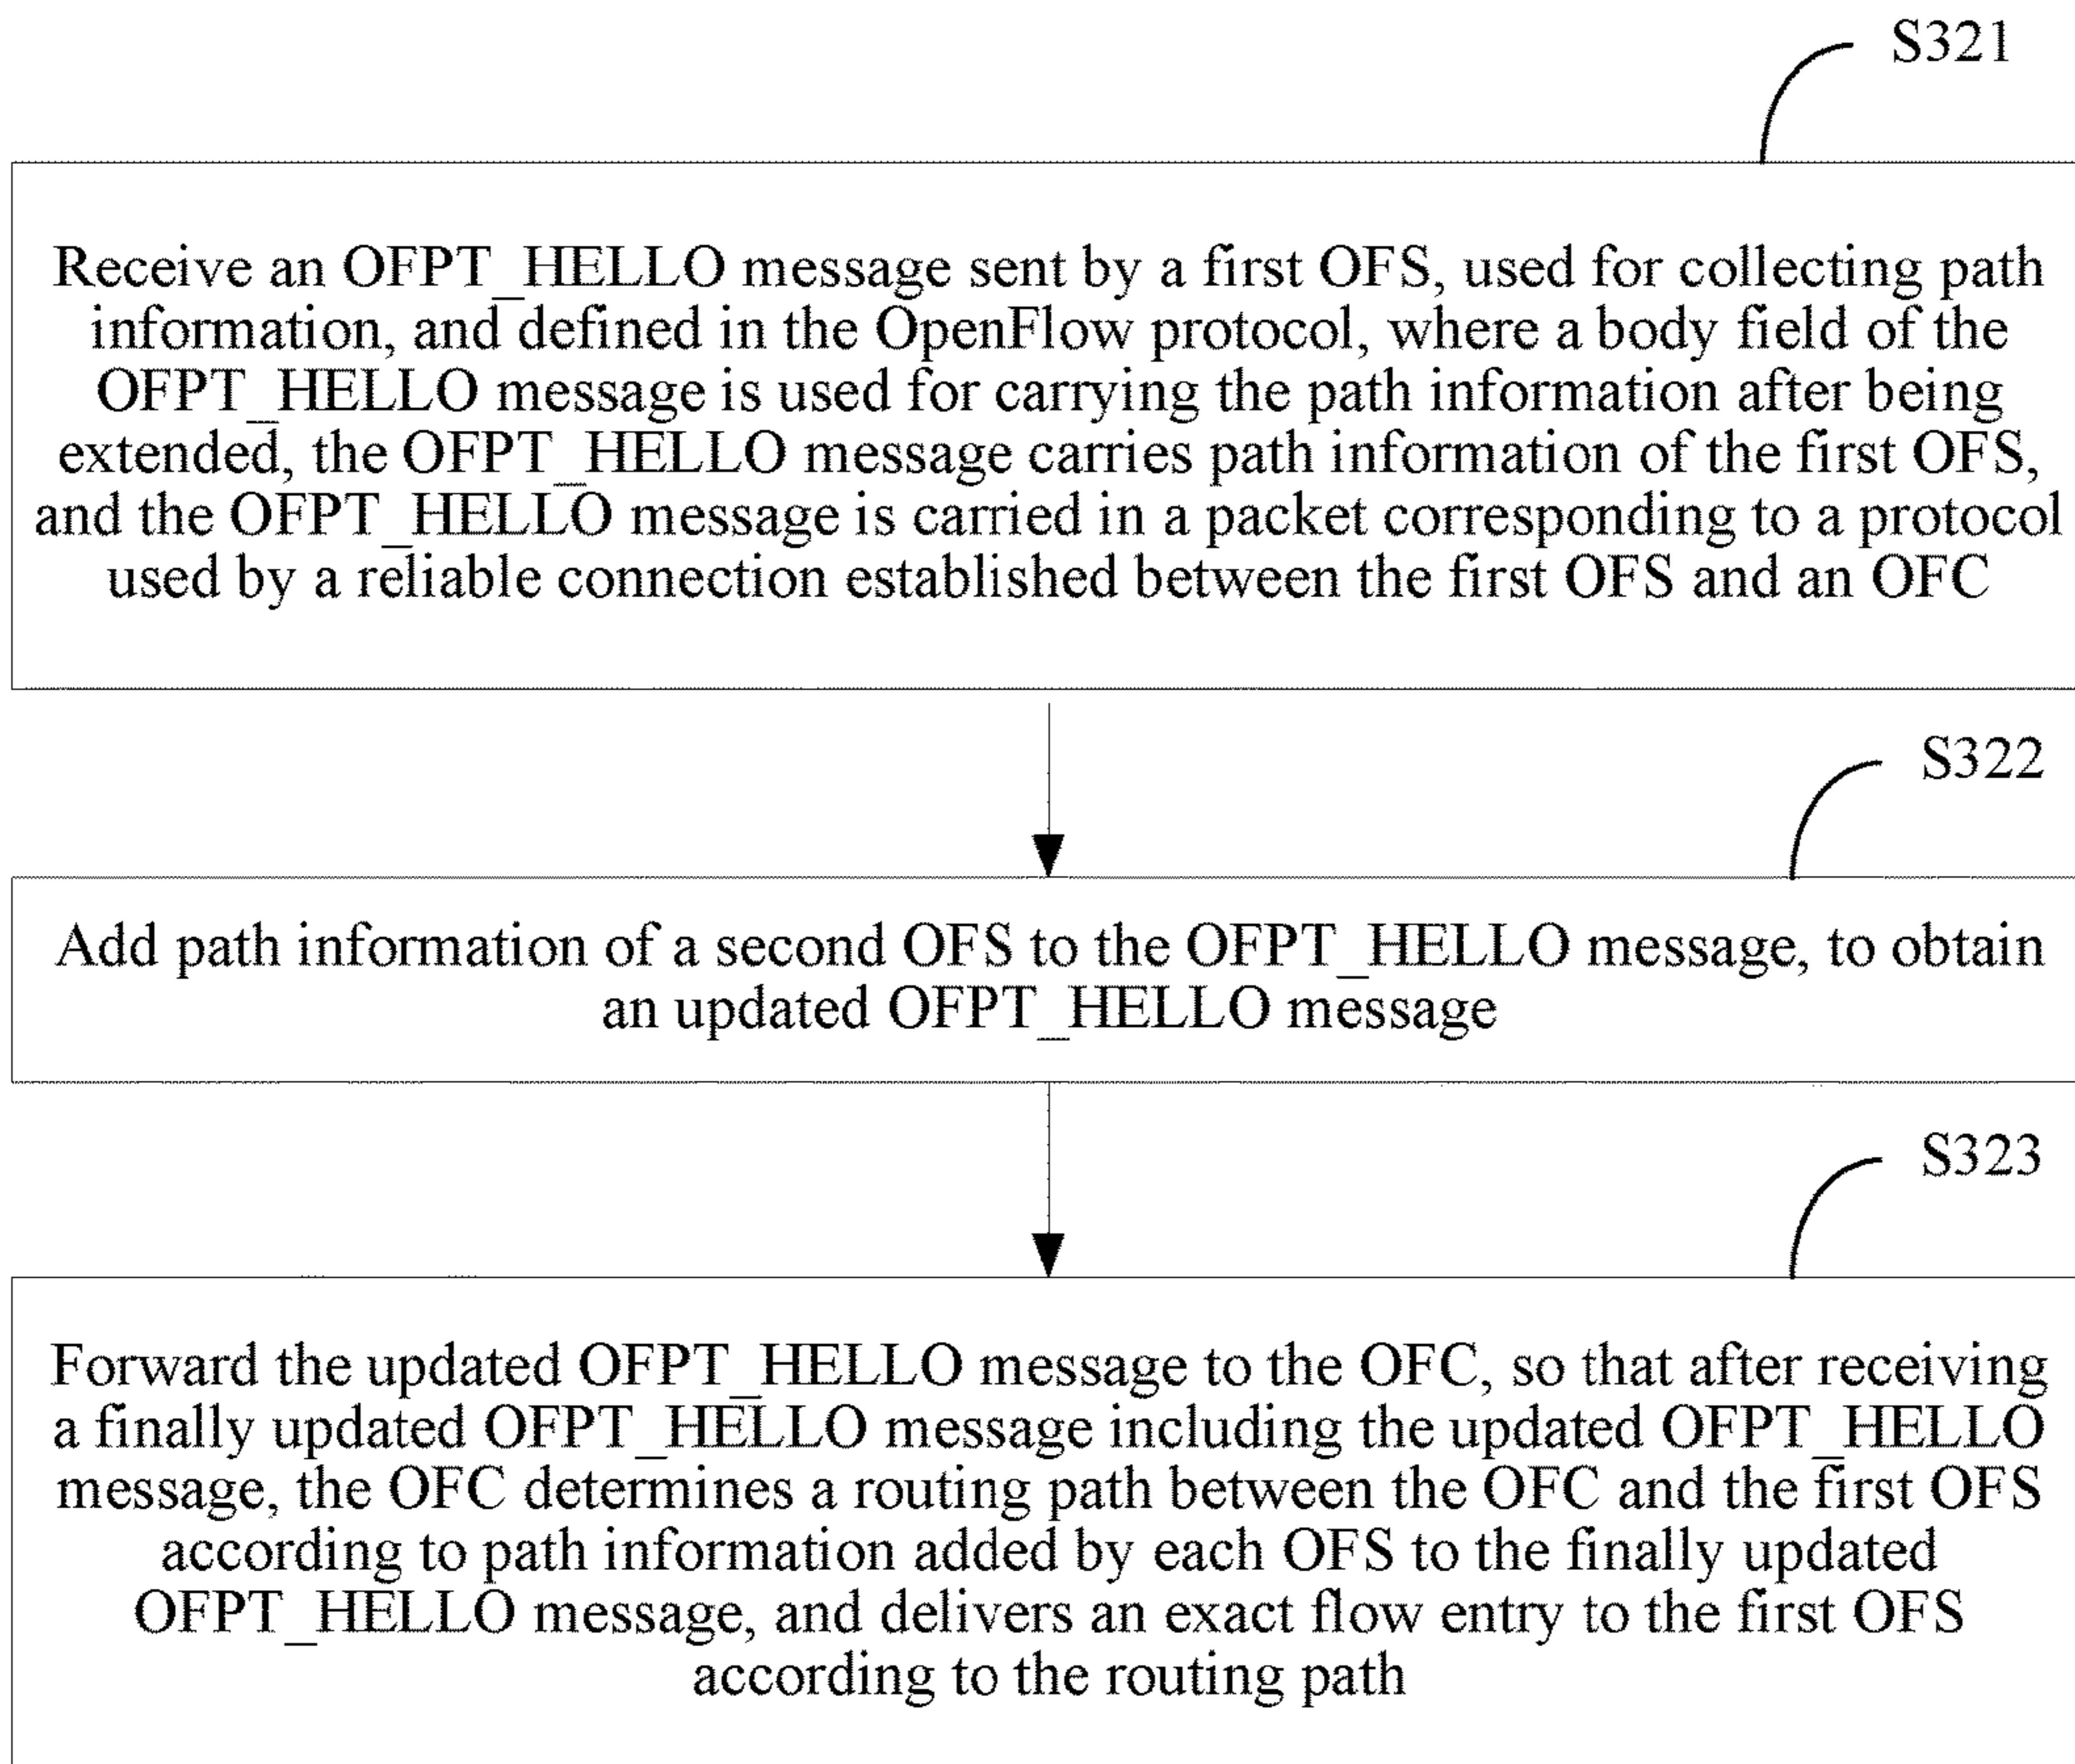 S321
Receive an OFPT_HELLO message sent by a first OFS, used for collecting path
information, and defined in the OpenFlow protocol, where a body field of the
OFPT_HELLO message is used for carrying the path information after being
extended, the OFPT_HELLO message carries path information of the first OFS,
and the OFPT_HELLO message is carried in a packet corresponding to a protocol
used by a reliable connection established between the first OFS and an OFC
S322
Add path information of a second OFS to the OFPT_HELLO message, to obtain
an updated OFPT_HELLO message
S323
Forward the updated OFPT_HELLO message to the OFC, so that after receiving
a finally updated OFPT_HELLO message including the updated OFPT_HELLO
message, the OFC determines a routing path between the OFC and the first OFS
according to path information added by each OFS to the finally updated
OFPT_HELLO message, and delivers an exact flow entry to the first OFS
according to the routing path